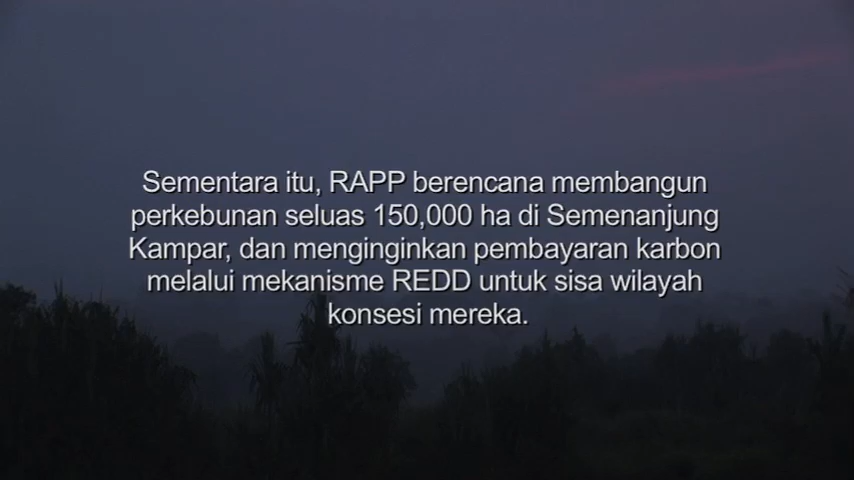 Sementara itu, RAPP berencana membangun
perkebunan seluas 150,000 ha di Semenanjung
Kampar, dan menginginkan pembayaran karbon
melalui mekanisme REDD untuk sisa wilayah
konsesi mereka.